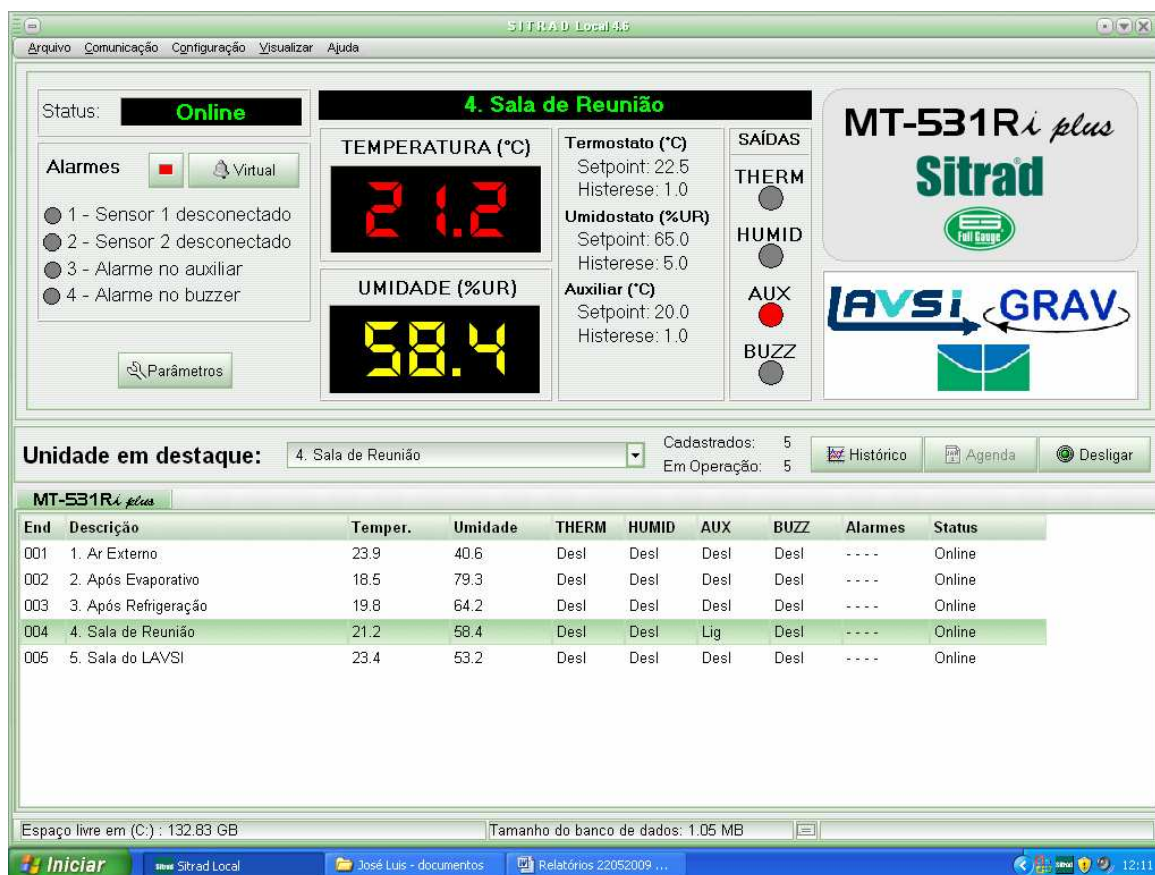 SITRAD Local 4.6
Arquivo Comunicação Configuração Visualizar Ajuda
Status: Online
Alarmes Virtual
1 - Sensor 1 desconectado
2 - Sensor 2 desconectado
3 - Alarme no auxiliar
4 - Alarme no buzzer
Parâmetros
4. Sala de Reunião
TEMPERATURA (°C)
21.2
UMIDADE (%UR)
58.4
Termostato (°C)
Setpoint: 22.5
Histerese: 1.0
Umidostato (%UR)
Setpoint: 65.0
Histerese: 5.0
Auxiliar (°C)
Setpoint: 20.0
Histerese: 1.0
SAÍDAS
THERM
HUMID
AUX
BUZZ
MT-531Ri plus
Sitrad
Full Gauge
LAVSi GRAV
Unidade em destaque: 4. Sala de Reunião
Cadastrados: 5
Em Operação: 5
Histórico Agenda Desligar
MT-531Ri plus
End Descrição Temper. Umidade THERM HUMID AUX BUZZ Alarmes Status
001 1. Ar Externo 23.9 40.6 Desl Desl Desl Desl - - - - Online
002 2. Após Evaporativo 18.5 79.3 Desl Desl Desl Desl - - - - Online
003 3. Após Refrigeração 19.8 64.2 Desl Desl Desl Desl - - - - Online
004 4. Sala de Reunião 21.2 58.4 Desl Desl Lig Desl - - - - Online
005 5. Sala do LAVSI 23.4 53.2 Desl Desl Desl Desl - - - - Online
Espaço livre em (C:) : 132.83 GB Tamanho do banco de dados: 1.05 MB
Iniciar Sitrad Local José Luis - documentos Relatórios 22052009 ... 12:11